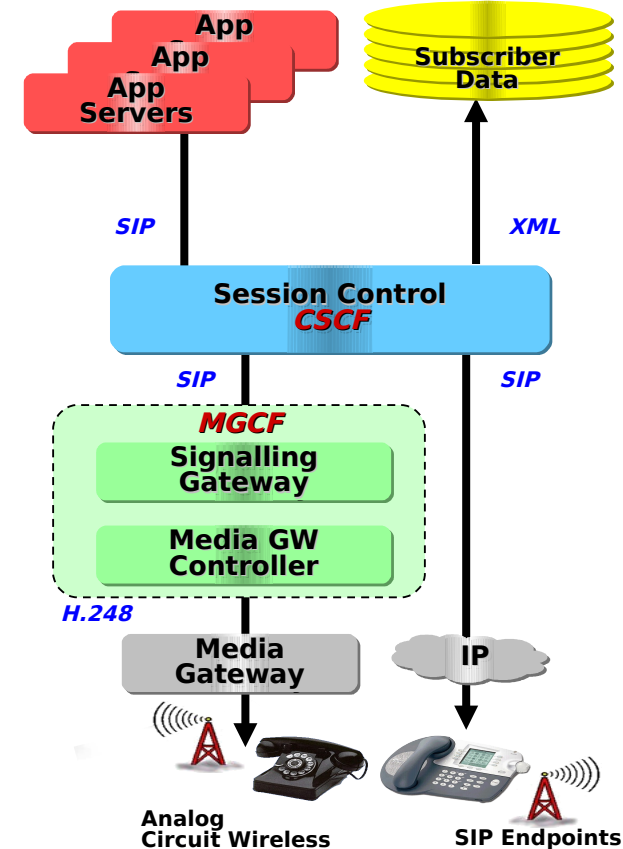 App
App
App
Servers
Subscriber
Data
SIP
XML
Session Control
CSCF
SIP
SIP
MGCF
Signalling
Gateway
Media GW
Controller
H.248
Media
Gateway
IP
Analog
Circuit Wireless
SIP Endpoints